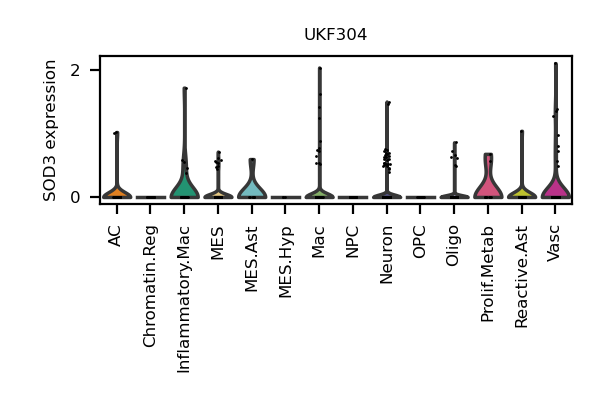 UKF304
SOD3 expression
2
0
AC
Chromatin.Reg
Inflammatory.Mac
MES
MES.Ast
MES.Hyp
Mac
NPC
Neuron
OPC
Oligo
Prolif.Metab
Reactive.Ast
Vasc